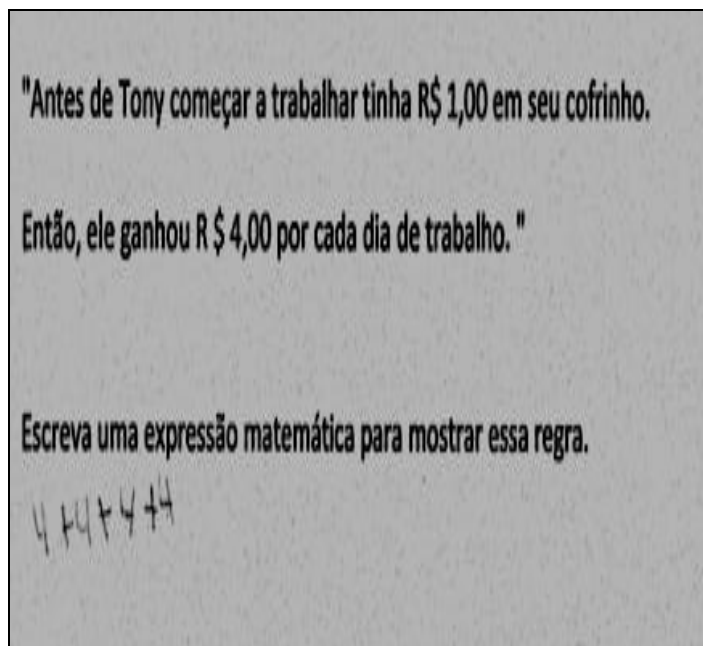 "Antes de Tony começar a trabalhar tinha R$ 1,00 em seu cofrinho.
Então, ele ganhou R $ 4,00 por cada dia de trabalho. "
Escreva uma expressão matemática para mostrar essa regra.
4+4+4+4